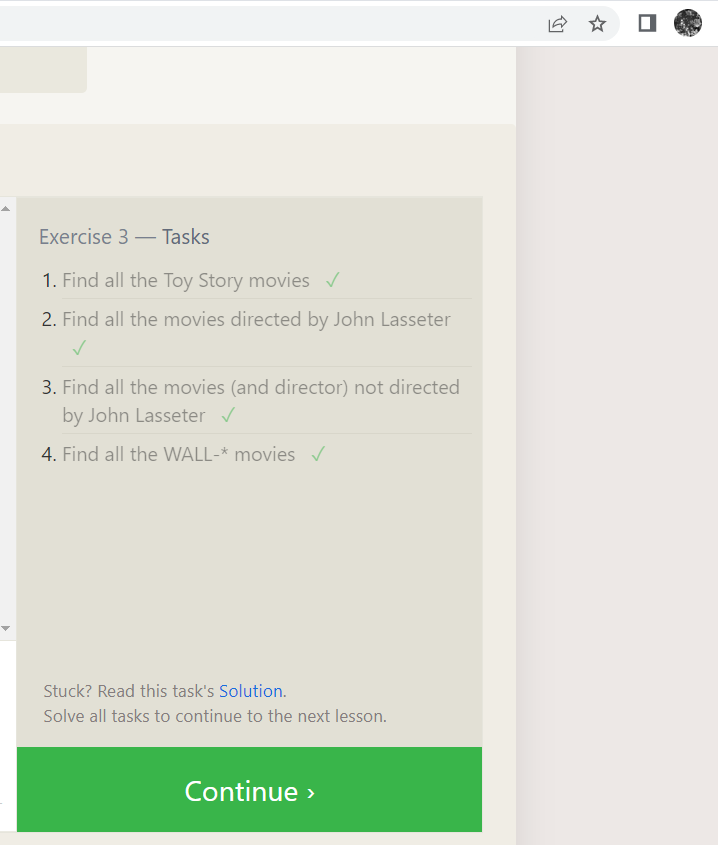 Exercise 3 — Tasks
1. Find all the Toy Story movies ✓
2. Find all the movies directed by John Lasseter
✓
3. Find all the movies (and director) not directed
by John Lasseter ✓
4. Find all the WALL-* movies ✓
Stuck? Read this task's Solution.
Solve all tasks to continue to the next lesson.
Continue ›